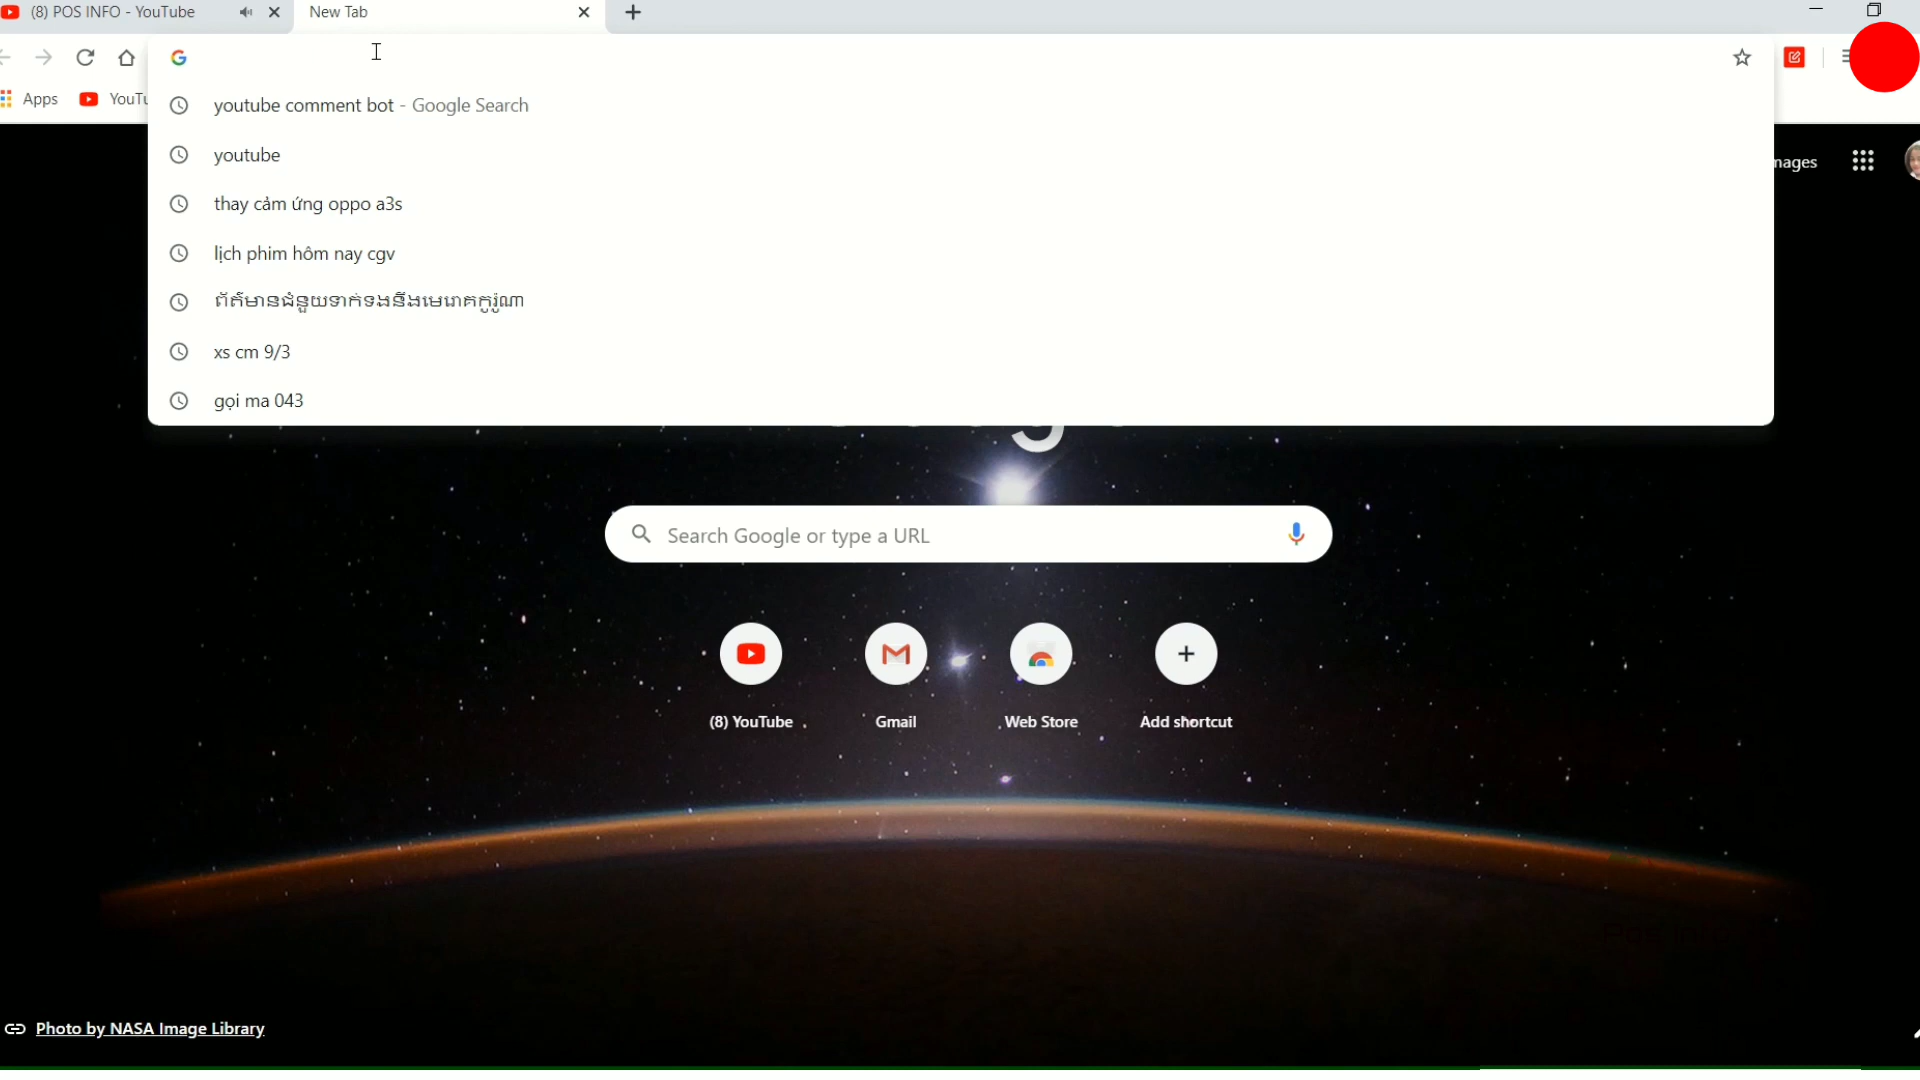 (8) POS INFO - YouTube
New Tab
Apps
YouTu
youtube comment bot - Google Search
youtube
thay cảm ứng oppo a3s
lịch phim hôm nay cgv
ព័ត៌មានជំនួយទាក់ទងនឹងមេរោគកូរ៉ូណា
xs cm 9/3
gọi ma 043
mages
Search Google or type a URL
(8) YouTube
Gmail
Web Store
Add shortcut
Photo by NASA Image Library